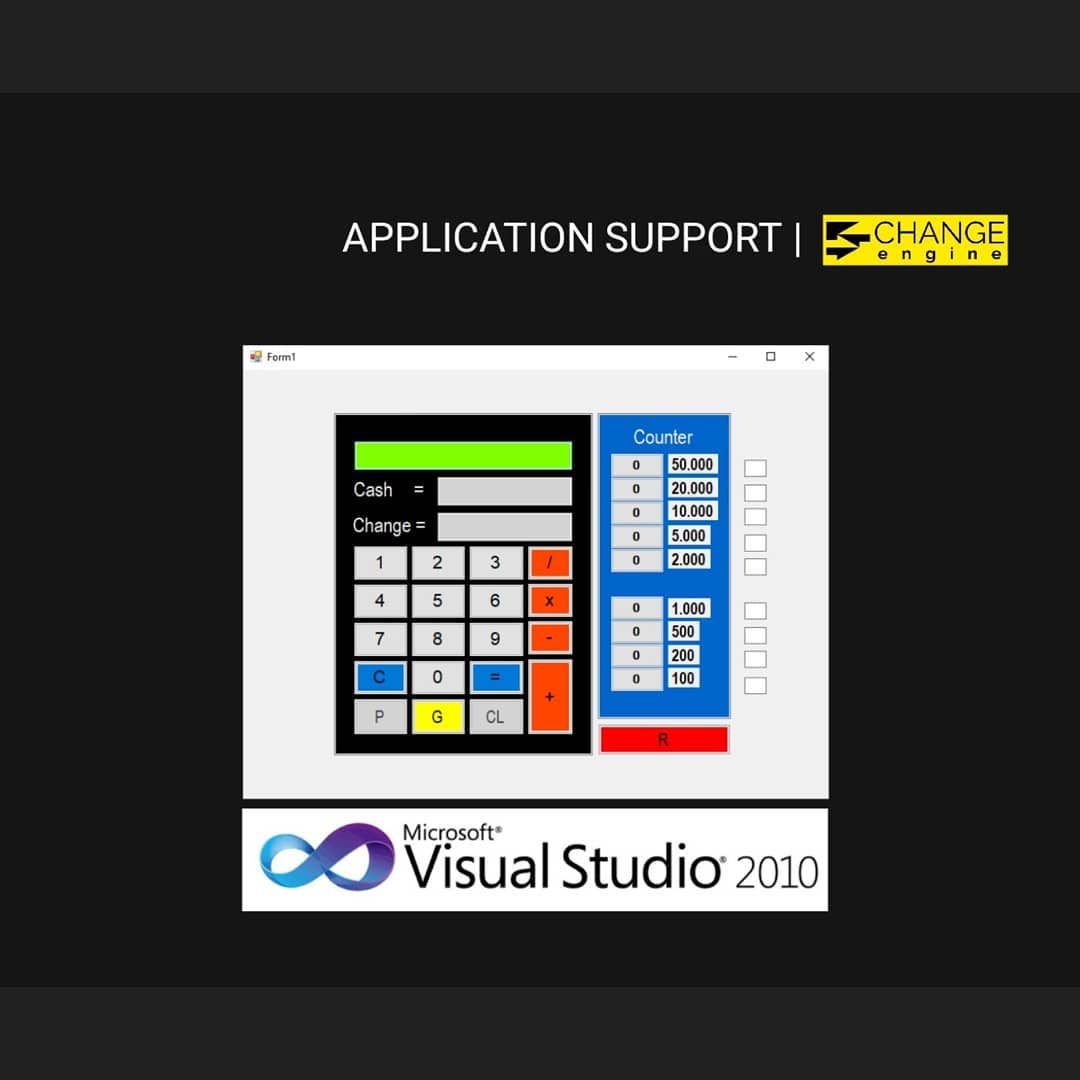 APPLICATION SUPPORT |
CHANGE
engine
Form1
Cash =
Change =
1 2 3 /
4 5 6 x
7 8 9 -
C 0 =
+
P G CL
Counter
0 50.000
0 20.000
0 10.000
0 5.000
0 2.000
0 1.000
0 500
0 200
0 100
R
Microsoft®
Visual Studio® 2010